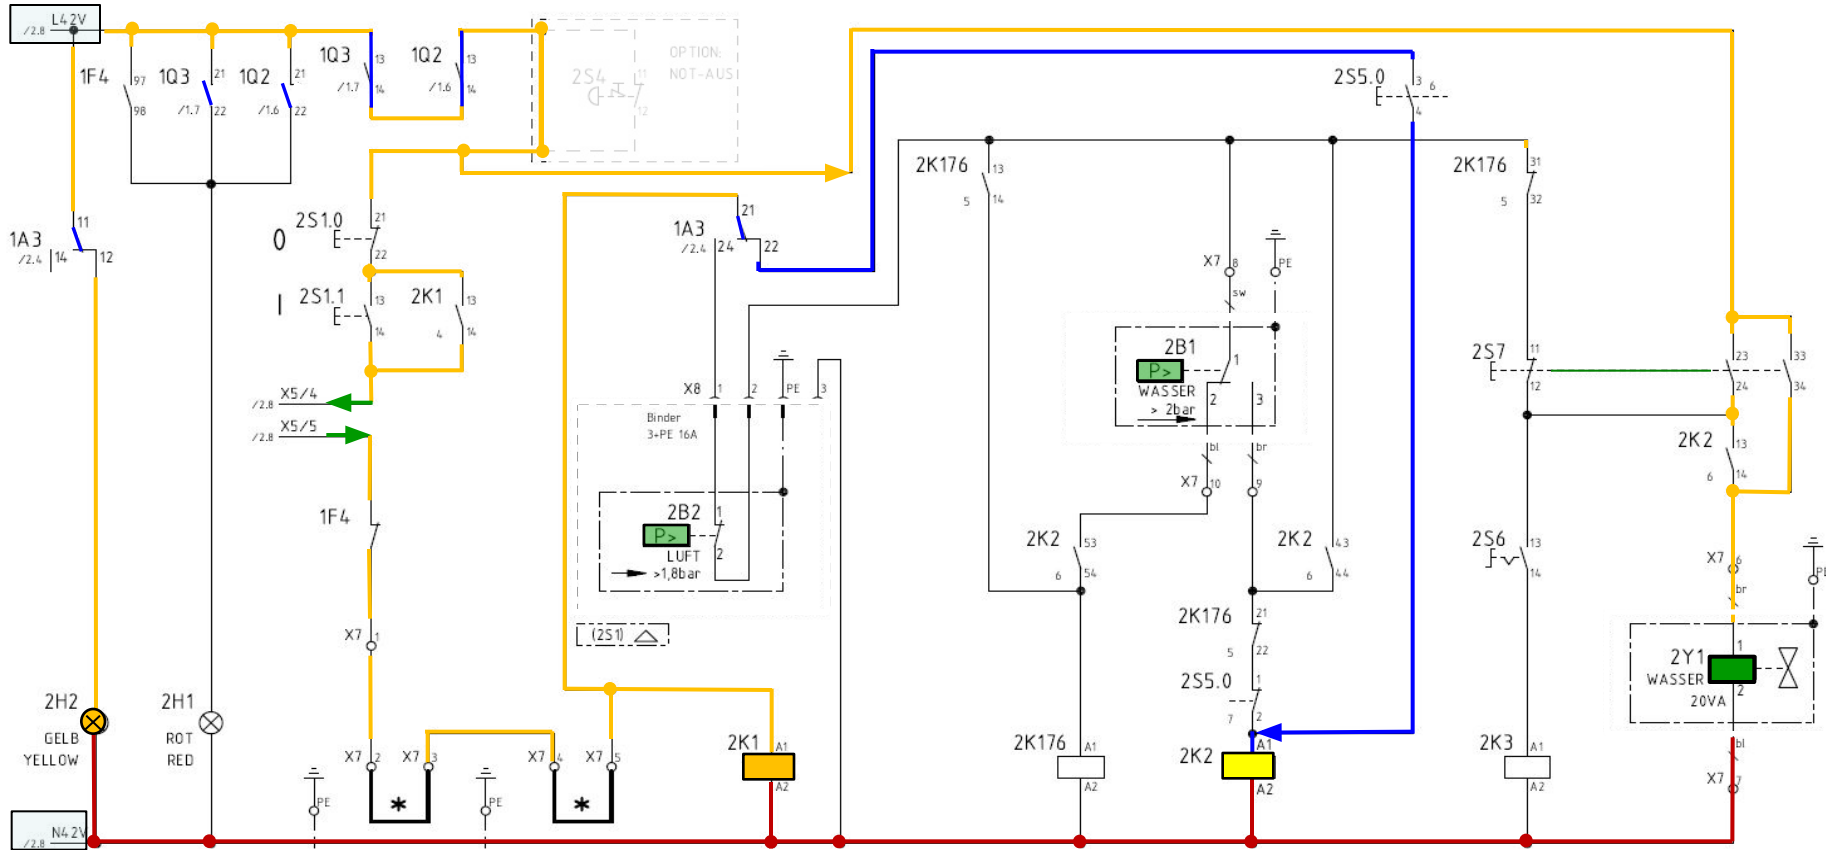 L42V
/2.8
1F4
97
98
1Q3
21
/1.7
22
1Q2
21
/1.6
22
1Q3
13
/1.7
14
1Q2
13
/1.6
14
2S4
11
12
OPTION:
NOT-AUS
2S5.0
3
6
4
2K176
13
5
14
2K176
31
5
32
1A3
11
/2.4
14
12
0
2S1.0
21
22
I
2S1.1
13
14
2K1
13
4
14
1A3
21
/2.4
24
22
X7
8
PE
sw
2B1
P>
1
WASSER
> 2bar
2
3
bl
br
X7
10
9
2S7
11
12
23
24
33
34
X5/4
/2.8
X5/5
/2.8
X8
1
2
PE
3
Binder
3+PE 16A
2B2
1
P>
LUFT
2
>1,8bar
(2S1)
1F4
X7
1
2K2
53
6
54
2K2
43
6
44
2K2
13
6
14
2S6
13
14
X7
6
br
PE
2K176
21
5
22
2S5.0
1
7
2
2Y1
1
WASSER
2
20VA
bl
X7
7
2H2
GELB
YELLOW
2H1
ROT
RED
PE
X7
2
X7
3
*
PE
X7
4
X7
5
*
2K1
A1
A2
2K176
A1
A2
2K2
A1
A2
2K3
A1
A2
N42V
/2.8